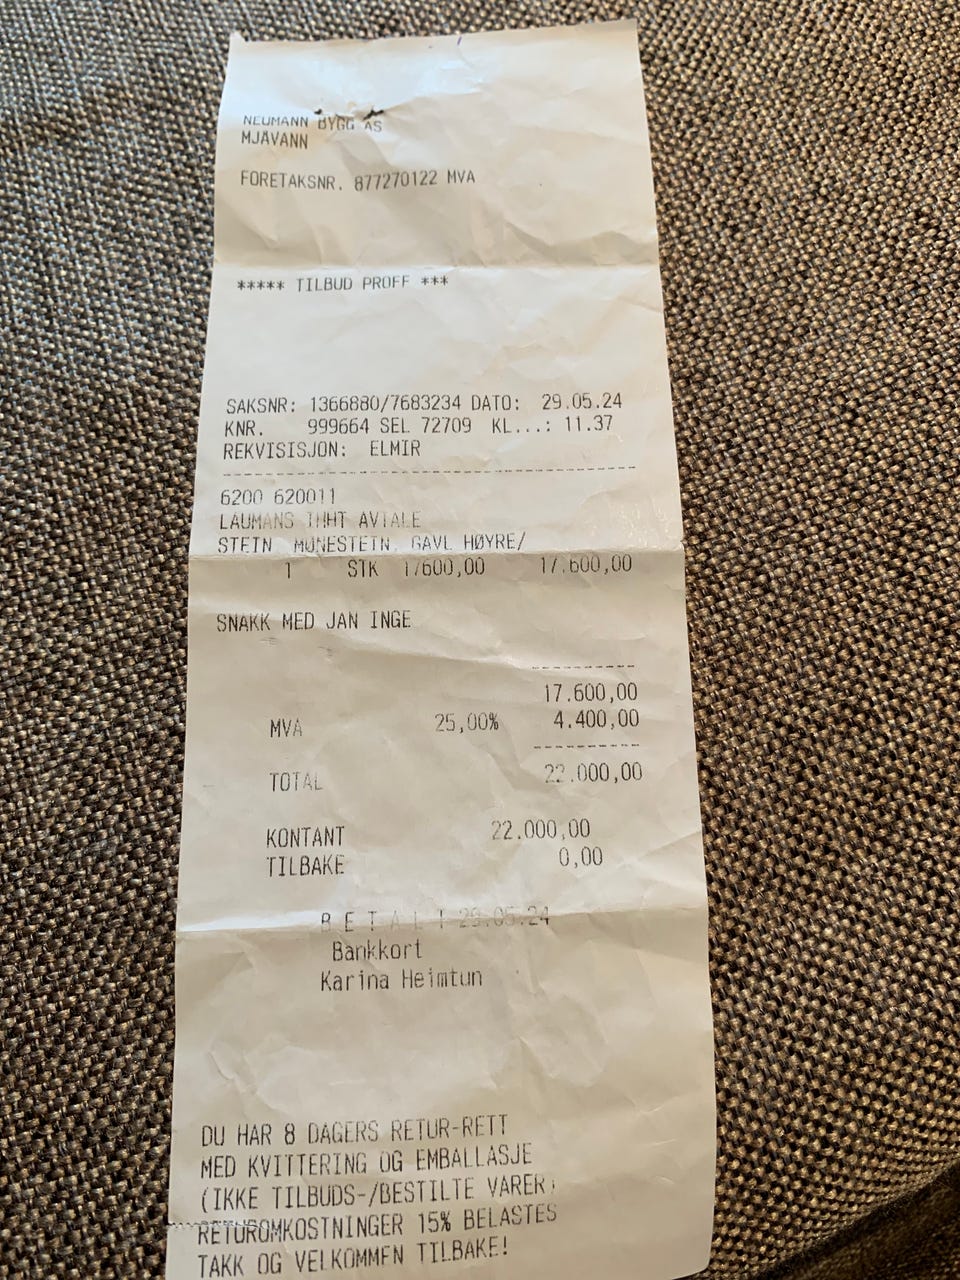 NEUMANN BYGG AS
MJÅVANN
FORETAKSNR. 877270122 MVA
***** TILBUD PROFF ***
SAKSNR: 1366880/7683234 DATO: 29.05.24
KNR. 999664 SEL 72709 KL...: 11.37
REKVISISJON: ELMIR
6200 620011
LAUMANS IHHT AVTALE
STEIN, MØNESTEIN, GAVL HØYRE/
1 STK 17600,00 17.600,00
SNAKK MED JAN INGE
17.600,00
MVA 25,00% 4.400,00
TOTAL 22.000,00
KONTANT 22.000,00
TILBAKE 0,00
B E T A L T 29.05.24
Bankkort
Karina Heimtun
DU HAR 8 DAGERS RETUR-RETT
MED KVITTERING OG EMBALLASJE
(IKKE TILBUDS-/BESTILTE VARER)
RETUROMKOSTNINGER 15% BELASTES
TAKK OG VELKOMMEN TILBAKE!